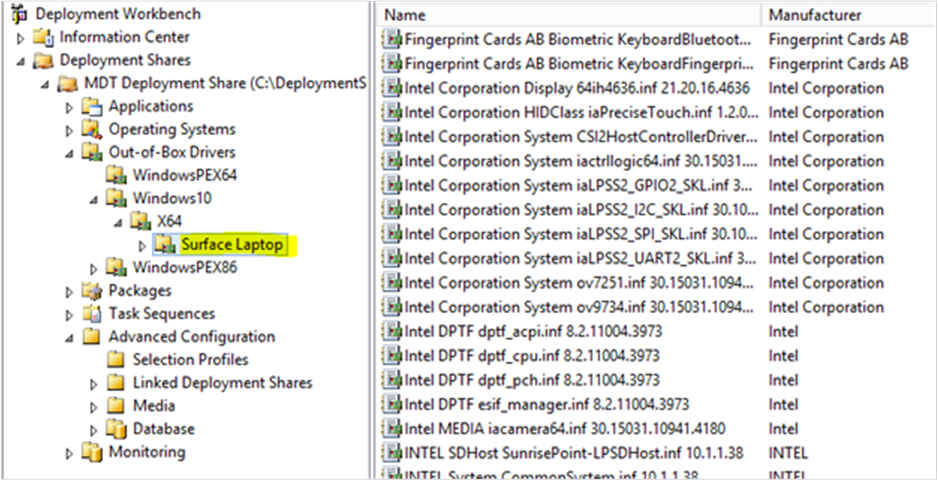 Deployment Workbench
Information Center
Deployment Shares
MDT Deployment Share (C:\DeploymentS
Applications
Operating Systems
Out-of-Box Drivers
WindowsPEX64
Windows10
X64
Surface Laptop
WindowsPEX86
Packages
Task Sequences
Advanced Configuration
Selection Profiles
Linked Deployment Shares
Media
Database
Monitoring
Name Manufacturer
Fingerprint Cards AB Biometric KeyboardBluetoot... Fingerprint Cards AB
Fingerprint Cards AB Biometric KeyboardFingerpri... Fingerprint Cards AB
Intel Corporation Display 64ih4636.inf 21.20.16.4636 Intel Corporation
Intel Corporation HIDClass iaPreciseTouch.inf 1.2.0... Intel Corporation
Intel Corporation System CSI2HostControllerDriver... Intel Corporation
Intel Corporation System iactrllogic64.inf 30.15031.... Intel Corporation
Intel Corporation System iaLPSS2_GPIO2_SKL.inf 3... Intel Corporation
Intel Corporation System iaLPSS2_I2C_SKL.inf 30.10... Intel Corporation
Intel Corporation System iaLPSS2_SPI_SKL.inf 30.10... Intel Corporation
Intel Corporation System iaLPSS2_UART2_SKL.inf 3... Intel Corporation
Intel Corporation System ov7251.inf 30.15031.1094... Intel Corporation
Intel Corporation System ov9734.inf 30.15031.1094... Intel Corporation
Intel DPTF dptf_acpi.inf 8.2.11004.3973 Intel
Intel DPTF dptf_cpu.inf 8.2.11004.3973 Intel
Intel DPTF dptf_pch.inf 8.2.11004.3973 Intel
Intel DPTF esif_manager.inf 8.2.11004.3973 Intel
Intel MEDIA iacamera64.inf 30.15031.10941.4180 Intel
INTEL SDHost SunrisePoint-LPSDHost.inf 10.1.1.38 INTEL
INTEL System CommonSystem.inf 10.1.1.38 INTEL